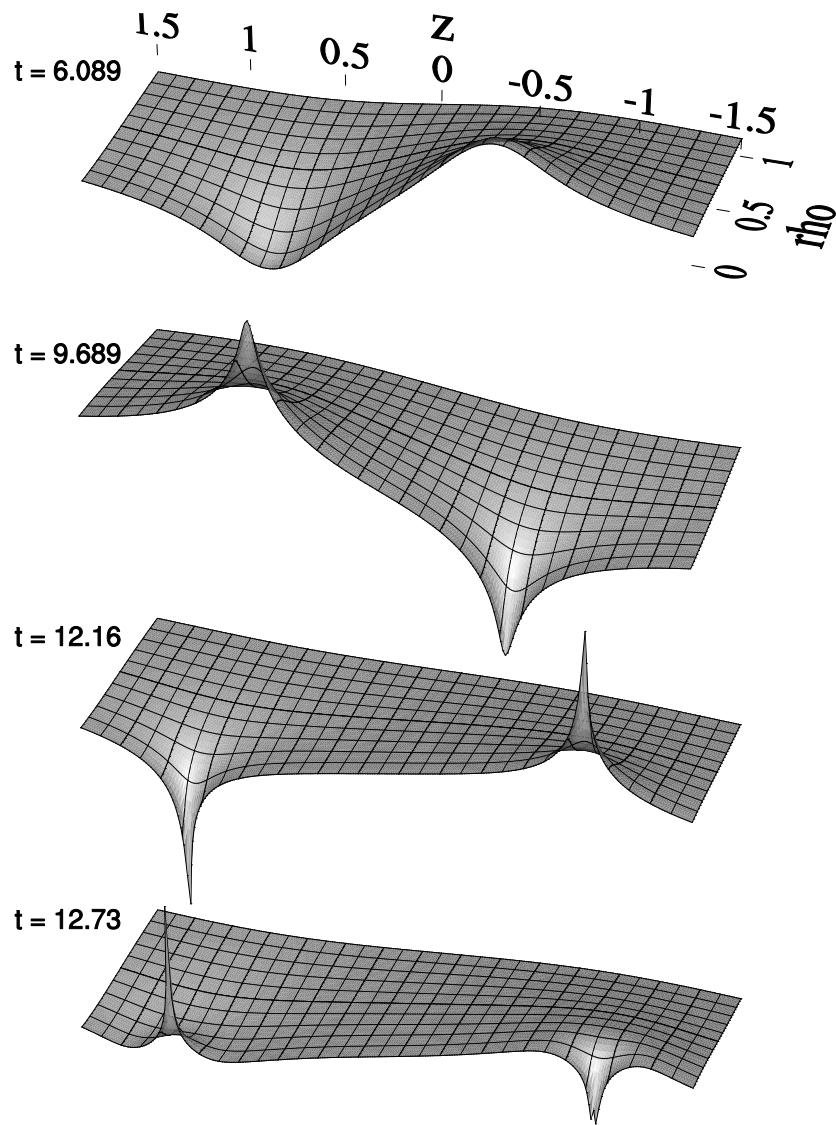 1.5 1 0.5 z 0 -0.5 -1 -1.5
t = 6.089
1
0.5
rho
0
t = 9.689
t = 12.16
t = 12.73